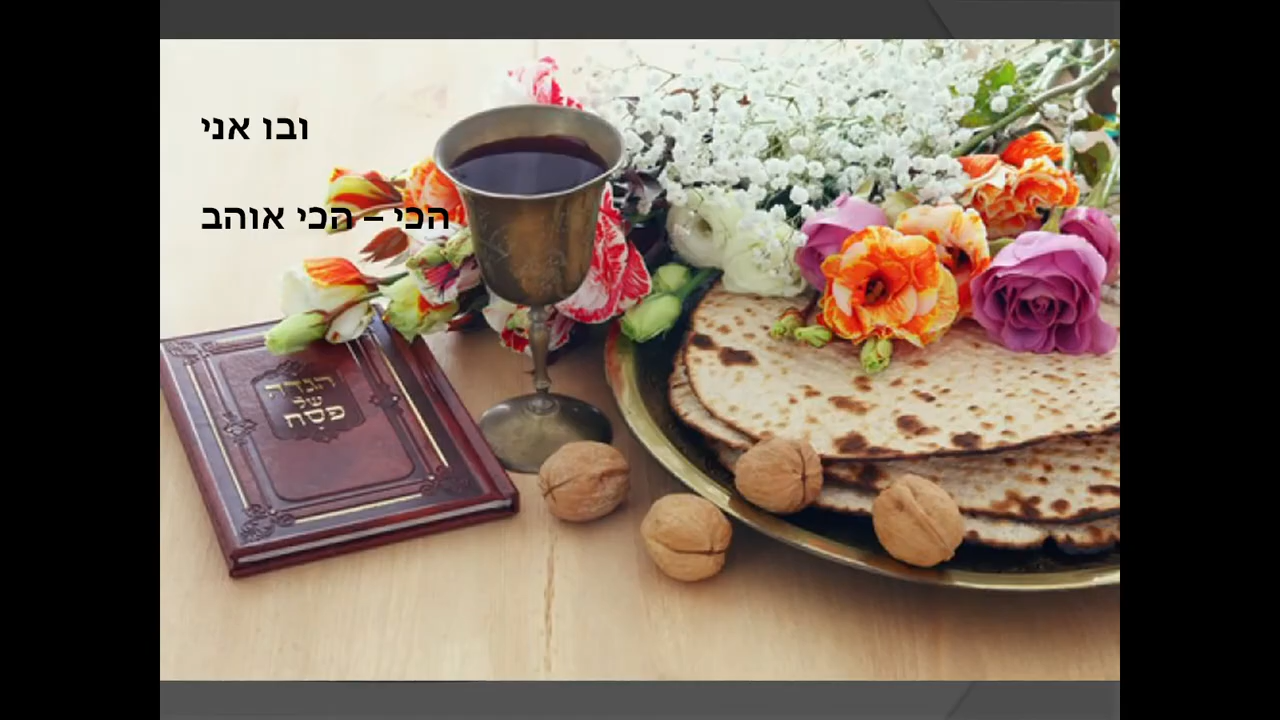 ובו אני
הכי – הכי אוהב
הגדה
של
פסח